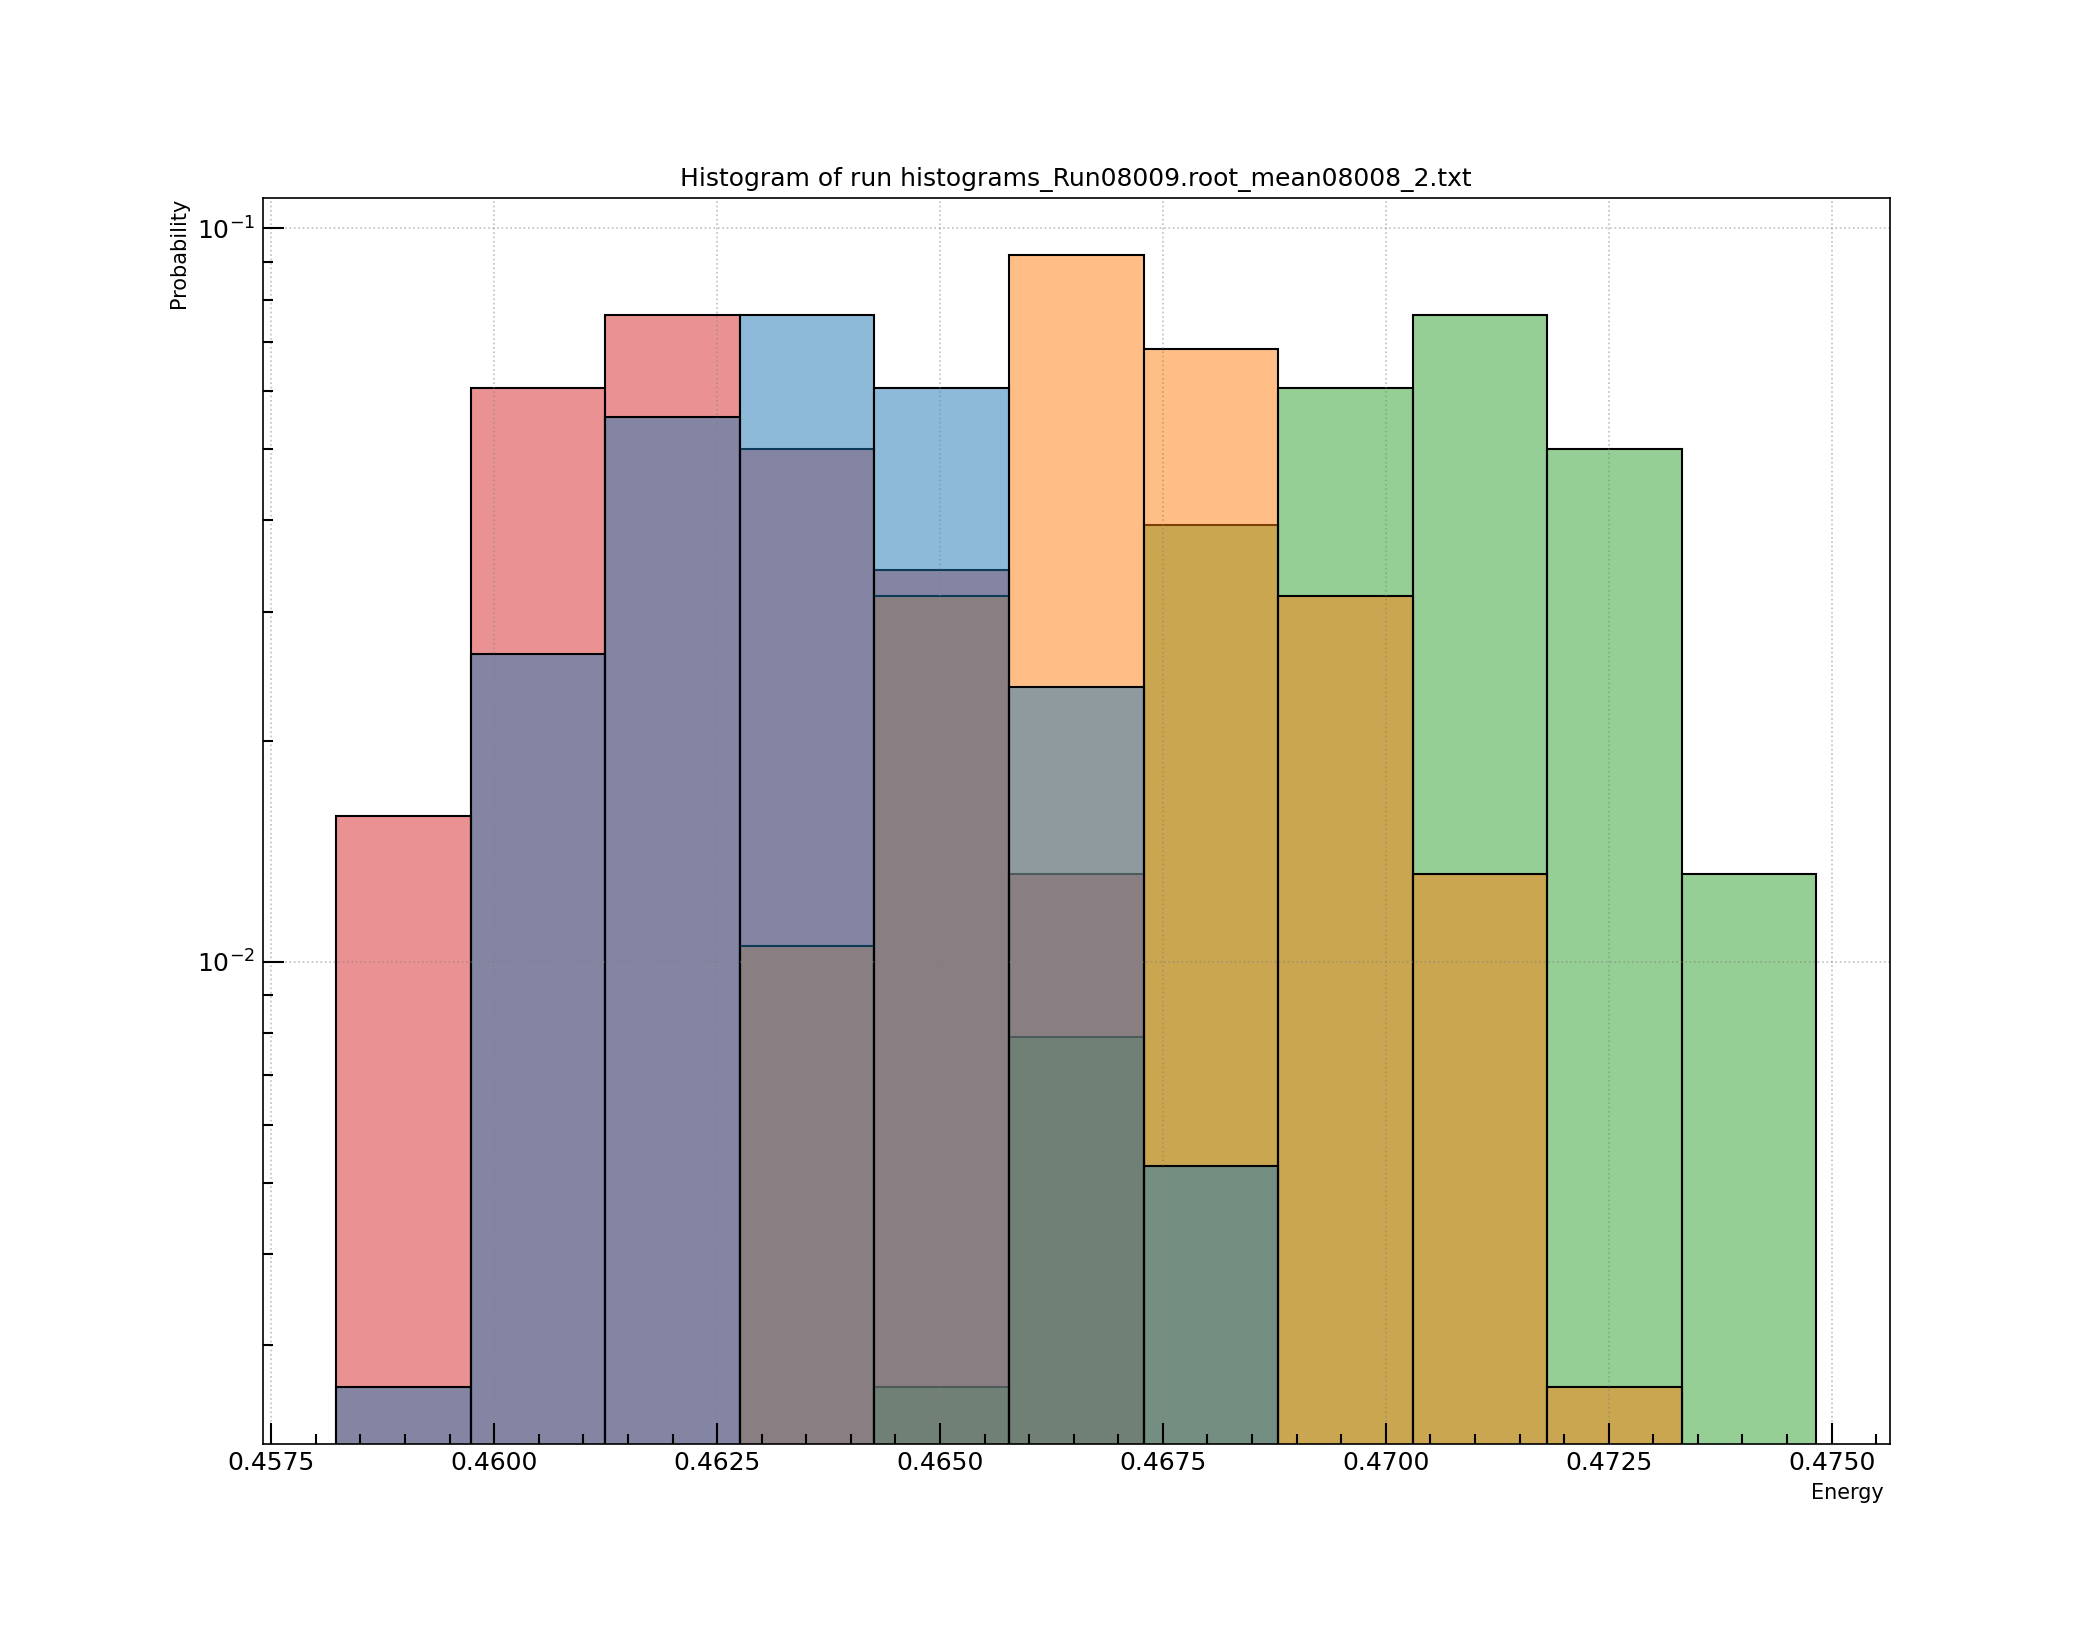 Histogram of run histograms_Run08009.root_mean08008_2.txt
Probability
10⁻¹
10⁻²
0.4575 0.4600 0.4625 0.4650 0.4675 0.4700 0.4725 0.4750
Energy